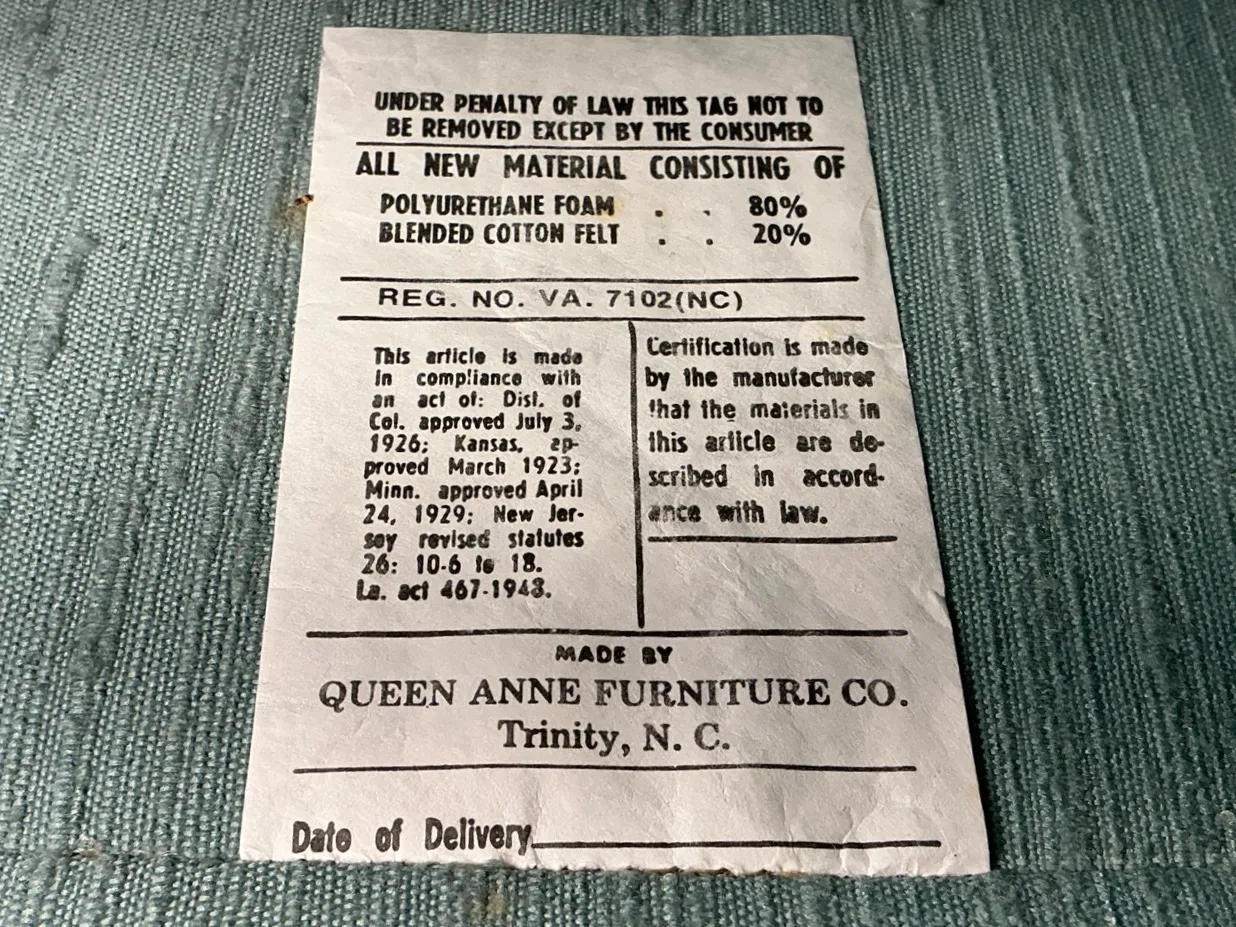 UNDER PENALTY OF LAW THIS TAG NOT TO
BE REMOVED EXCEPT BY THE CONSUMER
ALL NEW MATERIAL CONSISTING OF
POLYURETHANE FOAM . . 80%
BLENDED COTTON FELT . . 20%
REG. NO. VA. 7102(NC)
This article is made
in compliance with
an act of: Dist. of
Col. approved July 3,
1926; Kansas, ap-
proved March 1923;
Minn. approved April
24, 1929; New Jer-
sey revised statutes
26: 10-6 to 18.
La. act 467-1948.
Certification is made
by the manufacturer
that the materials in
this article are de-
scribed in accord-
ance with law.
MADE BY
QUEEN ANNE FURNITURE CO.
Trinity, N. C.
Date of Delivery